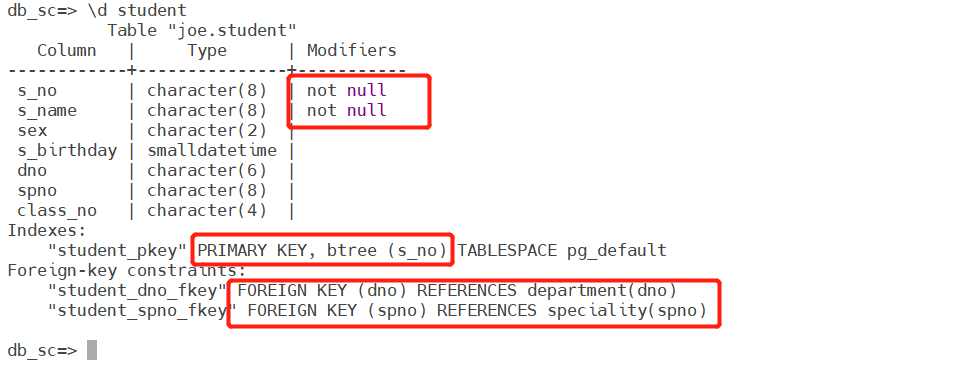 db_sc=> \d student
Table "joe.student"
Column | Type | Modifiers
------------+---------------+-----------
s_no | character(8) | not null
s_name | character(8) | not null
sex | character(2) |
s_birthday | smalldatetime |
dno | character(6) |
spno | character(8) |
class_no | character(4) |
Indexes:
"student_pkey" PRIMARY KEY, btree (s_no) TABLESPACE pg_default
Foreign-key constraints:
"student_dno_fkey" FOREIGN KEY (dno) REFERENCES department(dno)
"student_spno_fkey" FOREIGN KEY (spno) REFERENCES speciality(spno)
db_sc=>